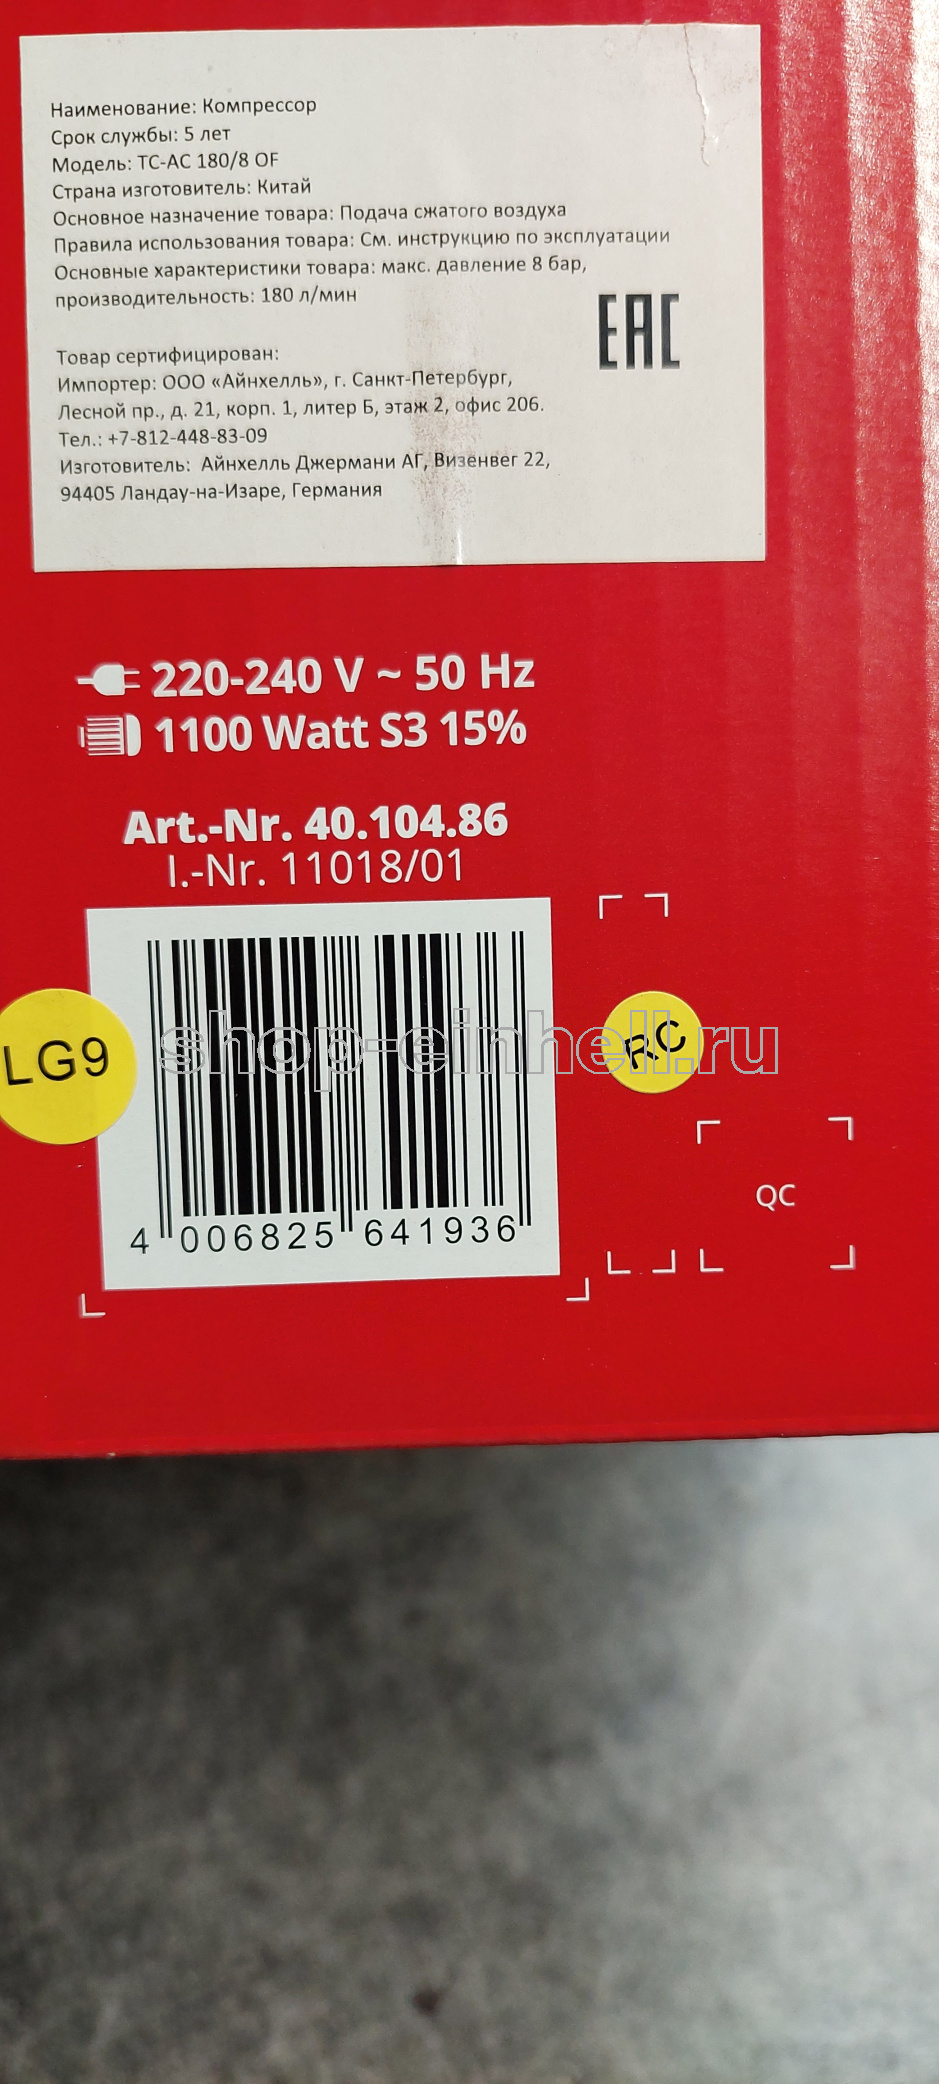 Наименование: Компрессор
Срок службы: 5 лет
Модель: TC-AC 180/8 OF
Страна изготовитель: Китай
Основное назначение товара: Подача сжатого воздуха
Правила использования товара: См. инструкцию по эксплуатации
Основные характеристики товара: макс. давление 8 бар,
производительность: 180 л/мин
EAC
Товар сертифицирован:
Импортер: ООО «Айнхелль», г. Санкт-Петербург,
Лесной пр., д. 21, корп. 1, литер Б, этаж 2, офис 206.
Тел.: +7-812-448-83-09
Изготовитель: Айнхелль Джермани АГ, Визенвег 22,
94405 Ландау-на-Изаре, Германия
220-240 V ~ 50 Hz
1100 Watt S3 15%
Art.-Nr. 40.104.86
I.-Nr. 11018/01
LG9
shop-einhell.ru
RC
QC
4 006825 641936